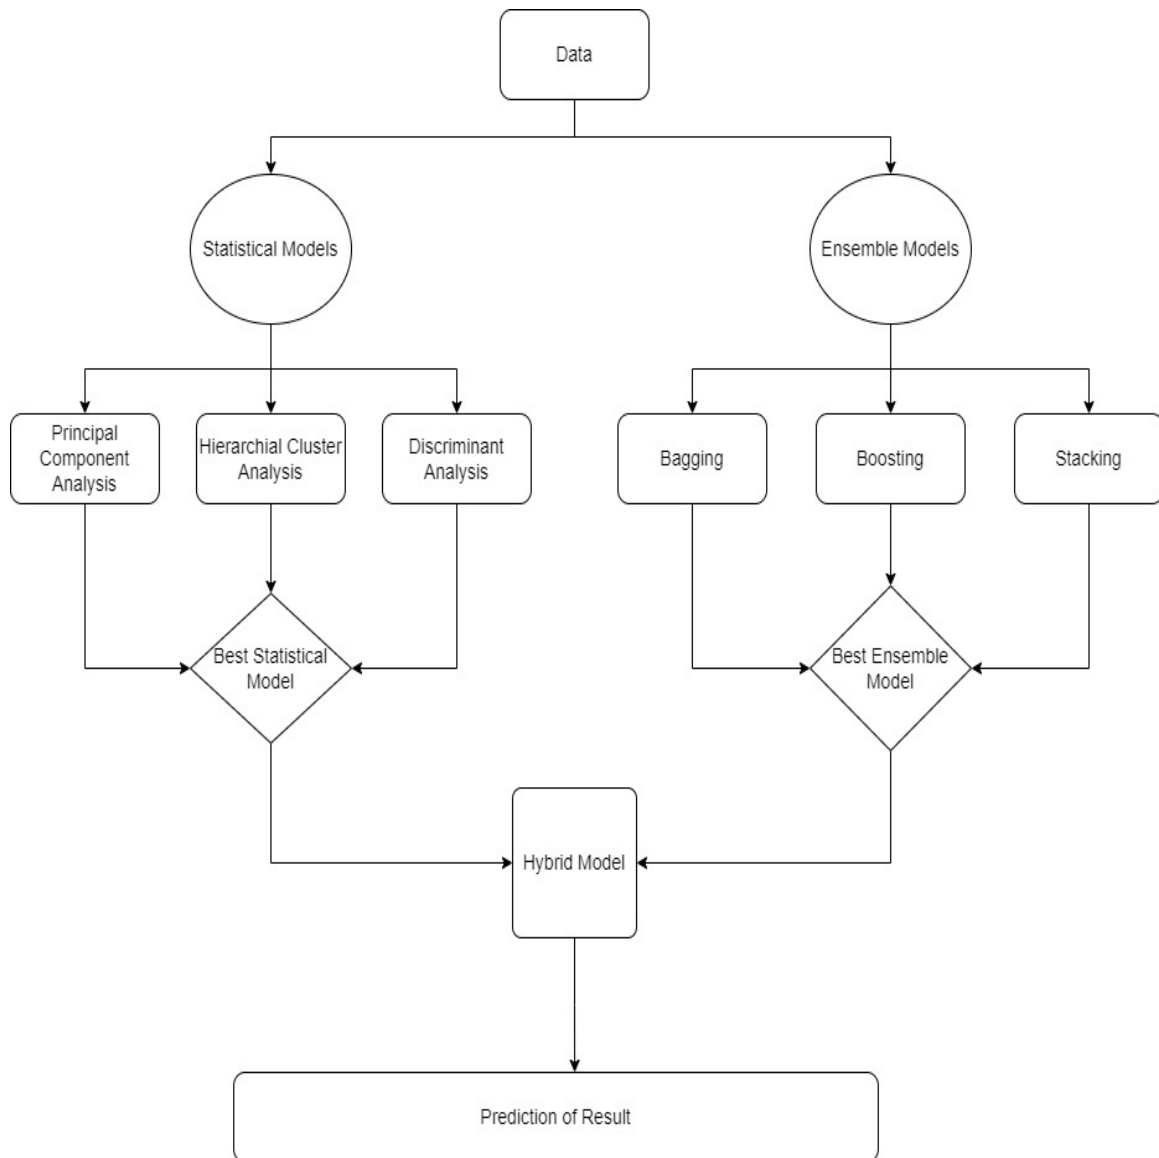 Data
Statistical Models
Ensemble Models
Principal
Component
Analysis
Hierarchial Cluster
Analysis
Discriminant
Analysis
Bagging
Boosting
Stacking
Best Statistical
Model
Best Ensemble
Model
Hybrid Model
Prediction of Result